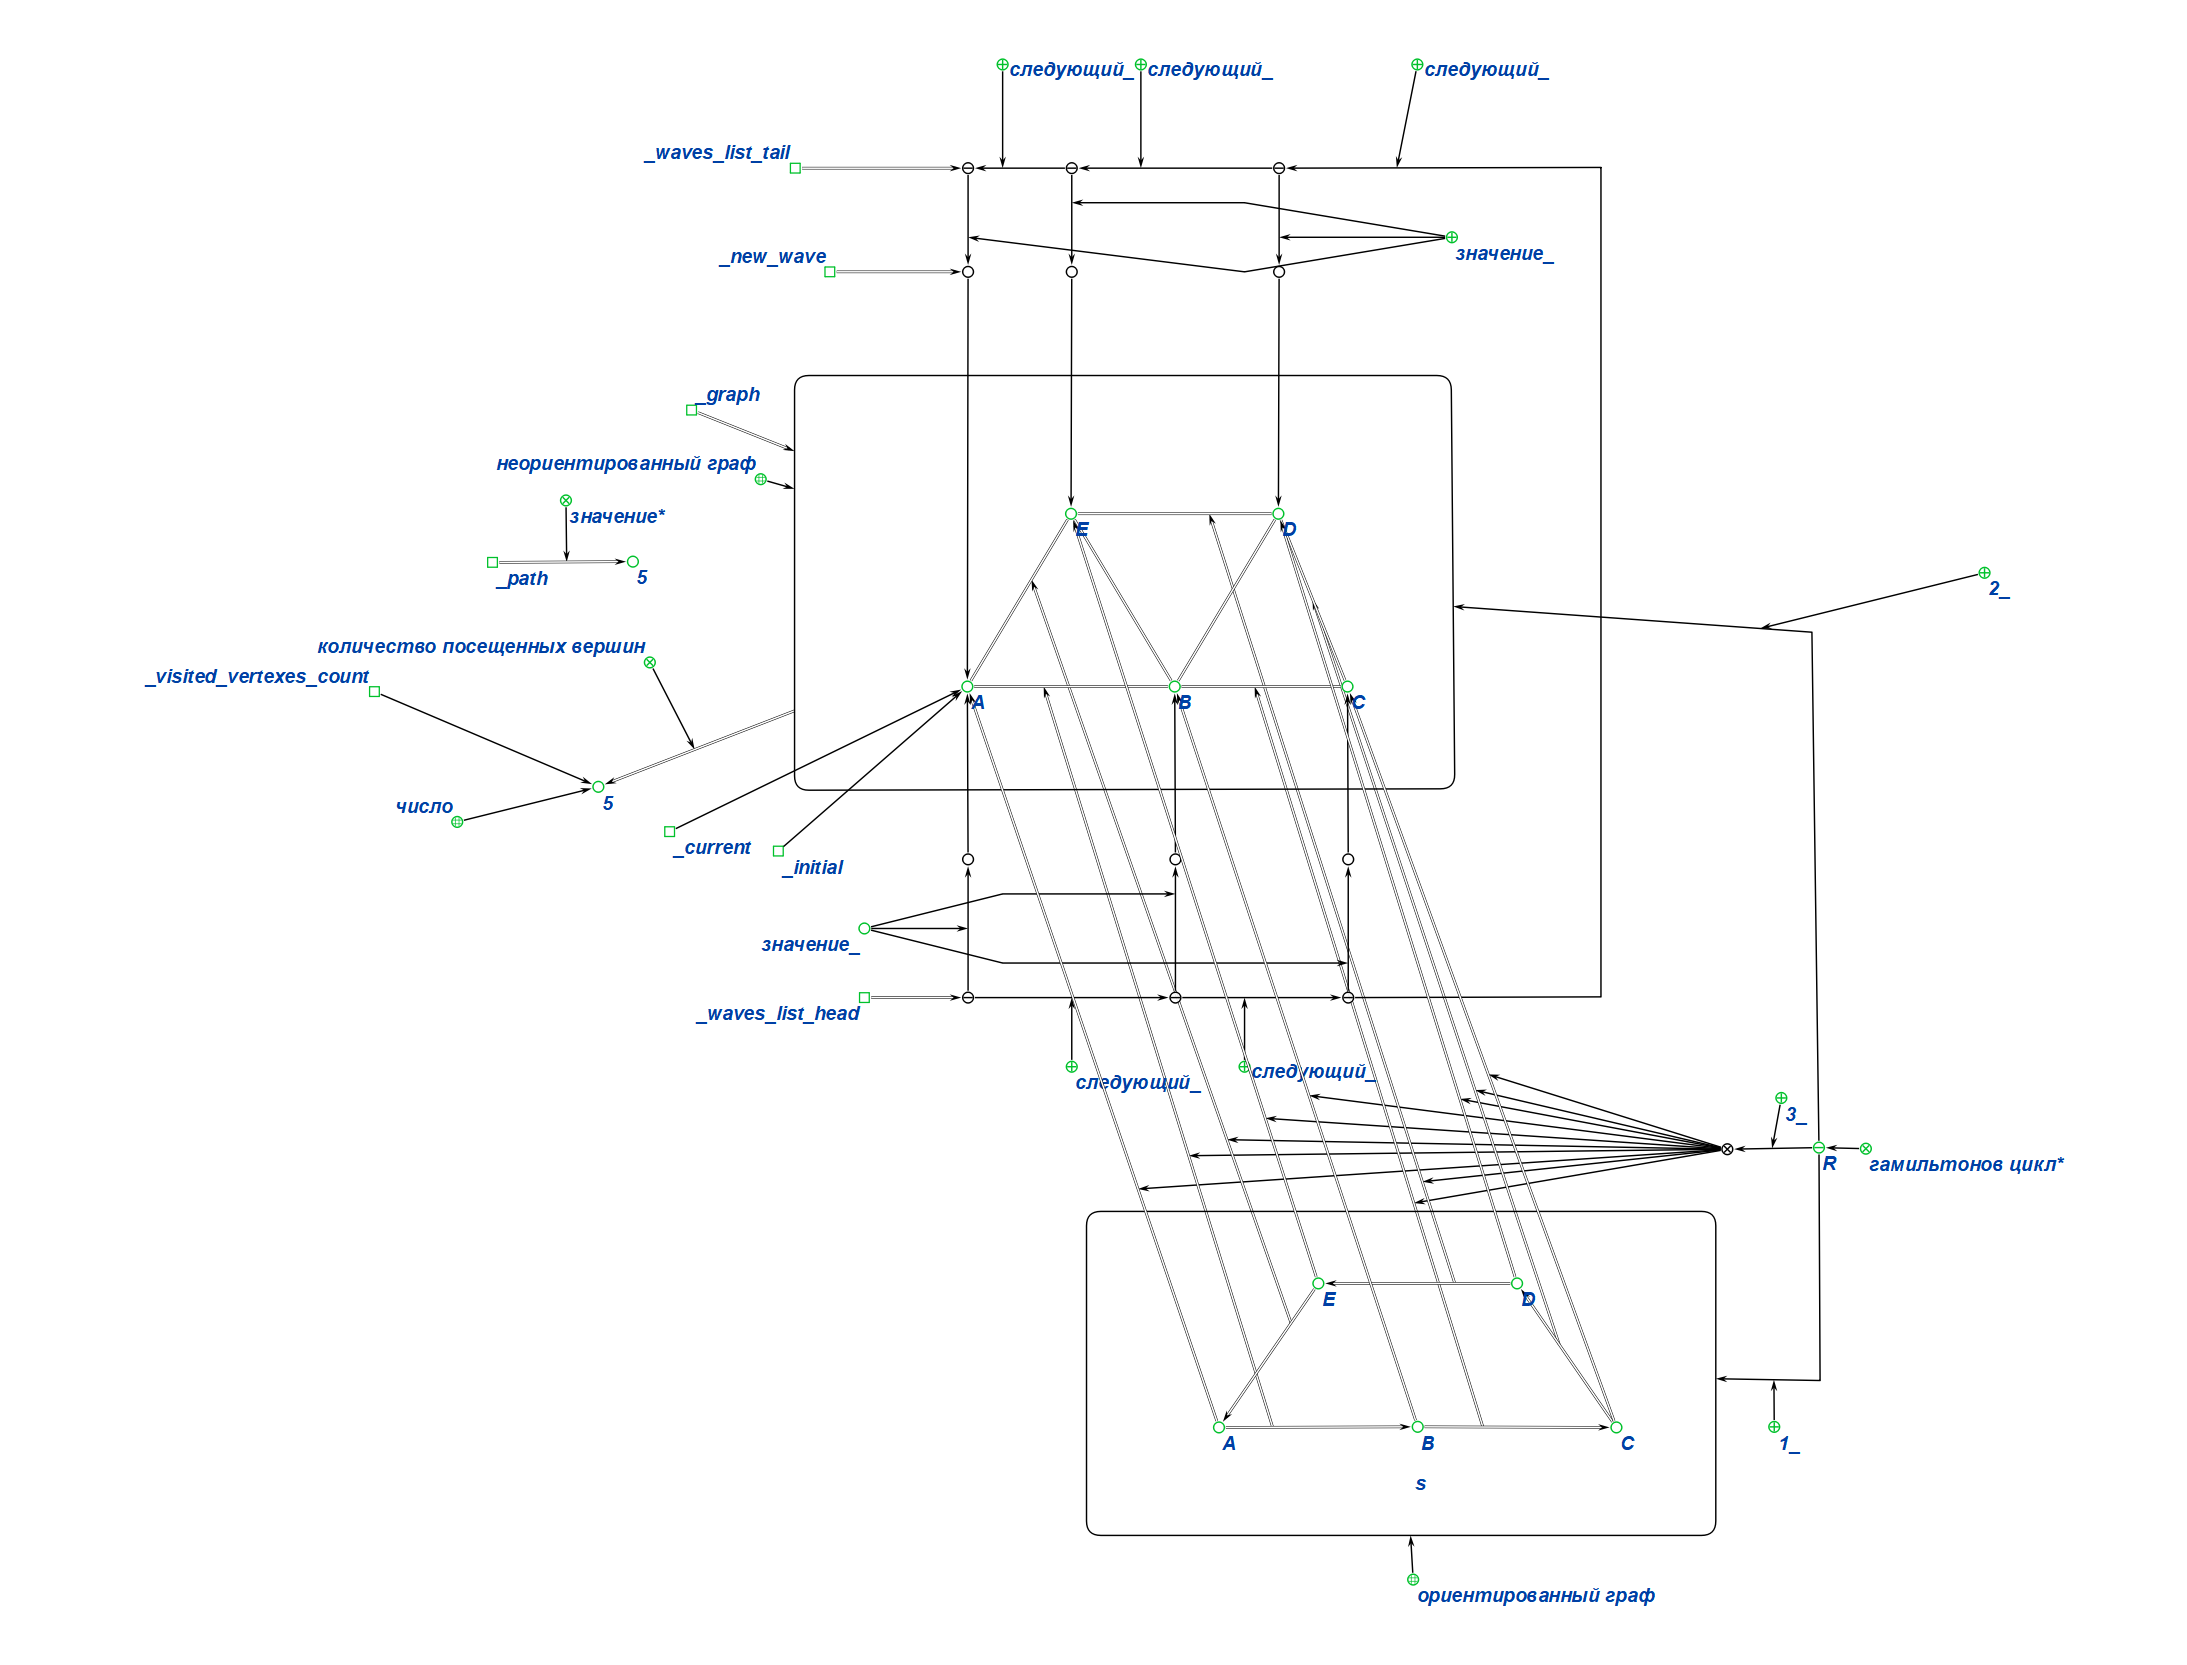 следующий_
следующий_
следующий_
_waves_list_tail
_new_wave
значение_
_graph
неориентированный граф
значение*
E
D
_path
5
2_
количество посещенных вершин
_visited_vertexes_count
A
B
C
число
5
_current
_initial
значение_
_waves_list_head
следующий_
следующий_
3_
R
гамильтонов цикл*
E
D
A
B
C
1_
s
ориентированный граф